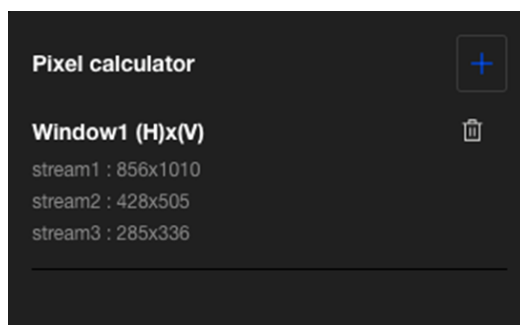 Pixel calculator
Window1 (H)x(V)
stream1 : 856x1010
stream2 : 428x505
stream3 : 285x336